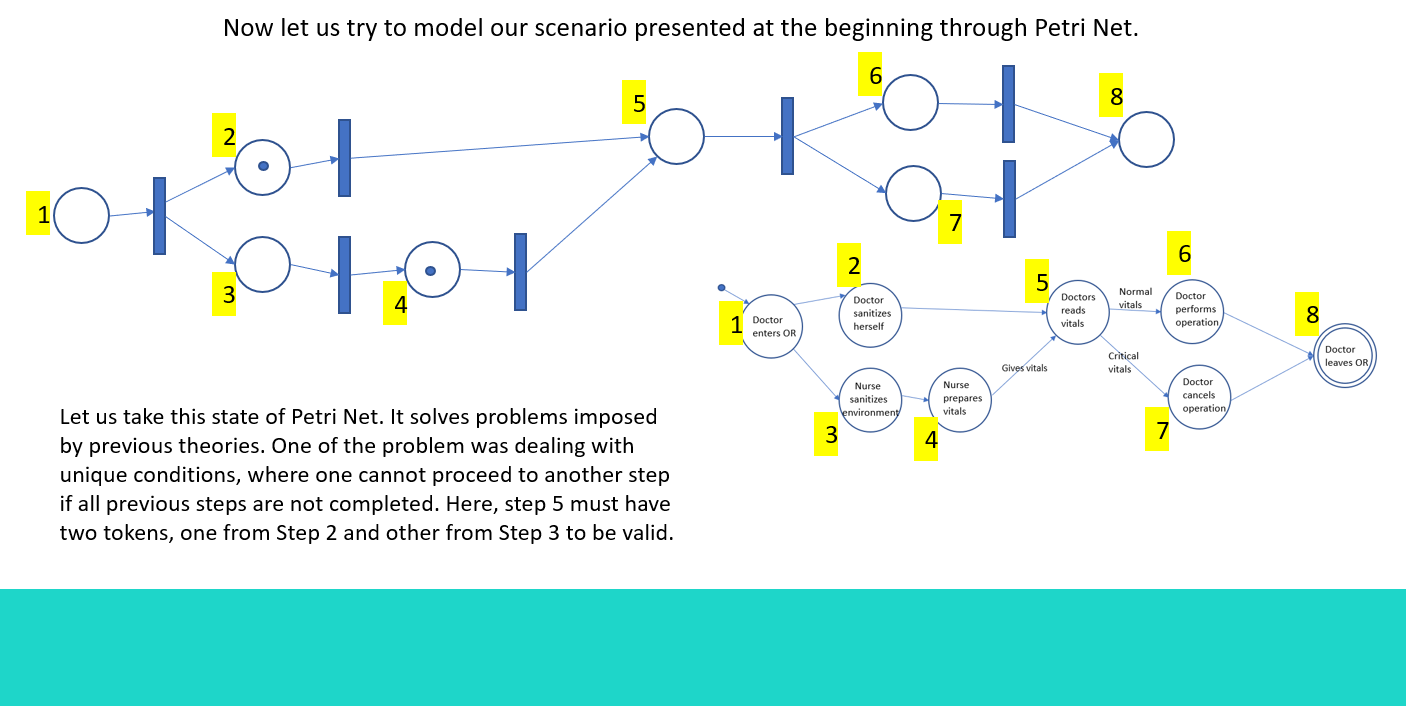 Now let us try to model our scenario presented at the beginning through Petri Net.
6
8
5
2
1
7
3
4
2
6
5
8
1
Doctor
enters OR
Doctor
sanitizes
herself
Doctors
reads
vitals
Normal
vitals
Doctor
performs
operation
Doctor
leaves OR
Gives vitals
Critical
vitals
Nurse
sanitizes
environment
Nurse
prepares
vitals
Doctor
cancels
operation
3
4
7
Let us take this state of Petri Net. It solves problems imposed
by previous theories. One of the problem was dealing with
unique conditions, where one cannot proceed to another step
if all previous steps are not completed. Here, step 5 must have
two tokens, one from Step 2 and other from Step 3 to be valid.